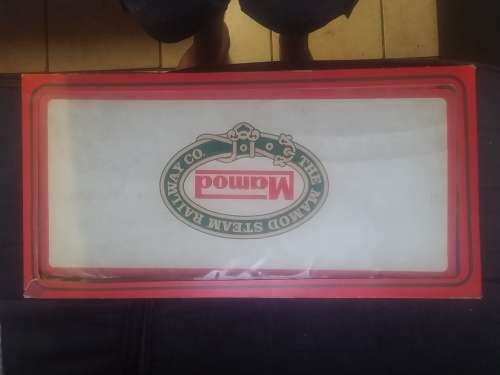 THE MAMOD STEAM RAILWAY CO.
Mamod